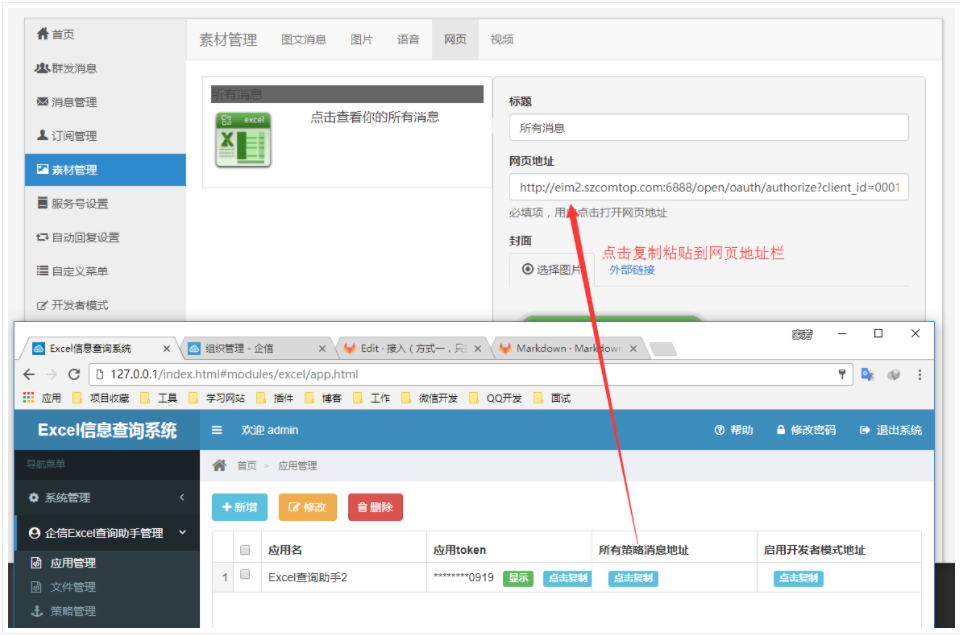 首页
群发消息
消息管理
订阅管理
素材管理
服务号设置
自动回复设置
自定义菜单
开发者模式
素材管理 图文消息 图片 语音 网页 视频
所有消息
excel
点击查看你的所有消息
标题
所有消息
网页地址
http://eim2.szcomtop.com:6888/open/oauth/authorize?client_id=0001
必填项，用 点击打开网页地址
封面
点击复制粘贴到网页地址栏
选择图片 外部链接
Excel信息查询系统 组织管理 - 企信 Edit · 接入（方式一，只 Markdown · Markdown
127.0.0.1/index.html#modules/excel/app.html
应用 项目收藏 工具 学习网站 插件 博客 工作 微信开发 QQ开发 面试
Excel信息查询系统 欢迎 admin 帮助 修改密码 退出系统
导航菜单
系统管理
企信Excel查询助手管理
应用管理
文件管理
策略管理
首页 > 应用管理
新增 修改 删除
应用名 应用token 所有策略消息地址 启用开发者模式地址
1 Excel查询助手2 ********0919 显示 点击复制 点击复制 点击复制